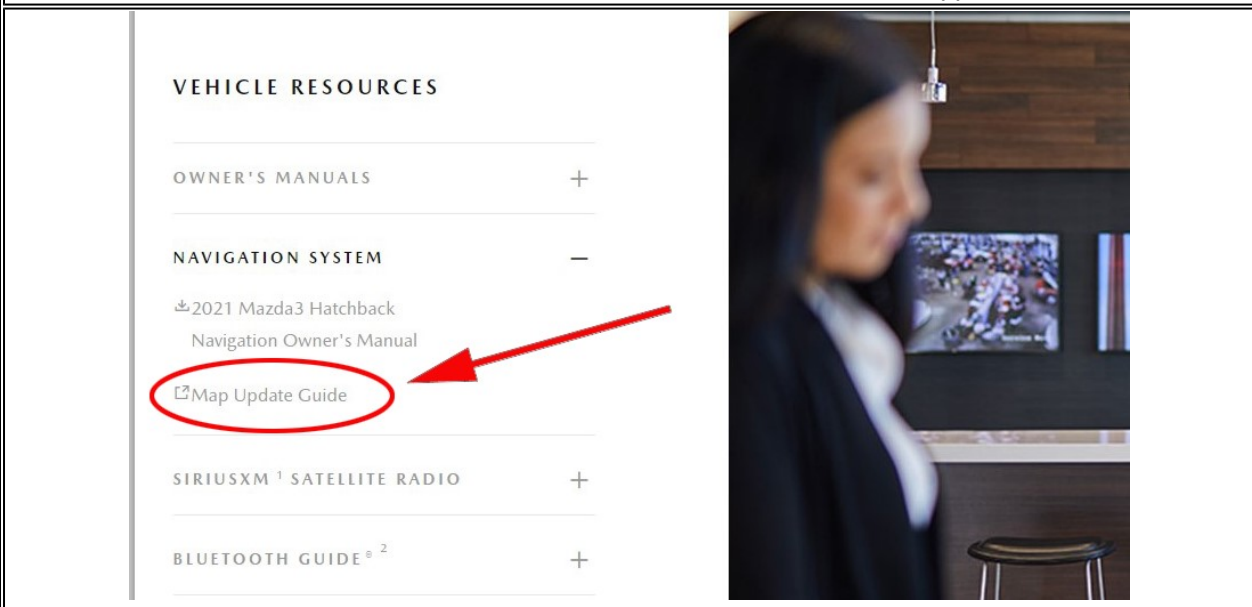 VEHICLE RESOURCES
OWNER'S MANUALS
NAVIGATION SYSTEM
2021 Mazda3 Hatchback
Navigation Owner's Manual
Map Update Guide
SIRIUSXM ¹ SATELLITE RADIO
BLUETOOTH GUIDE® ²